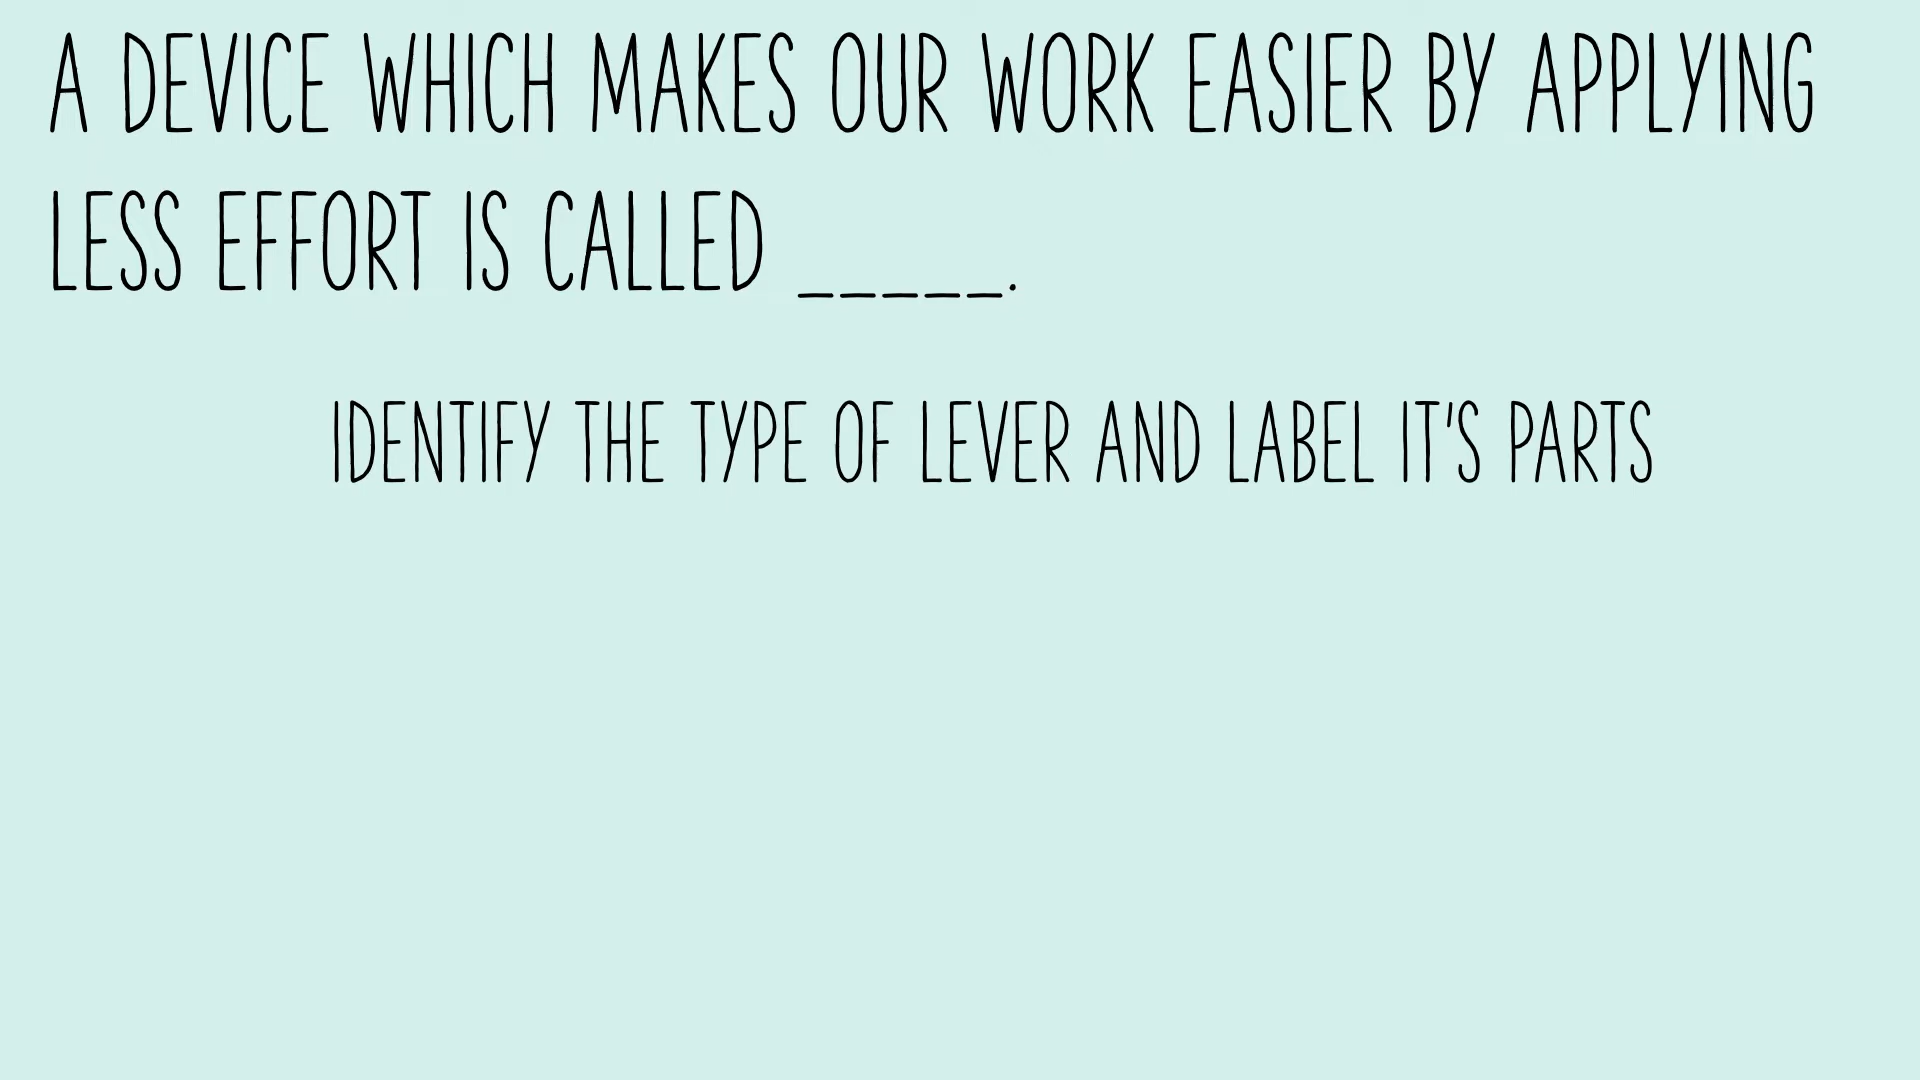 A DEVICE WHICH MAKES OUR WORK EASIER BY APPLYING
LESS EFFORT IS CALLED _____.
IDENTIFY THE TYPE OF LEVER AND LABEL IT'S PARTS